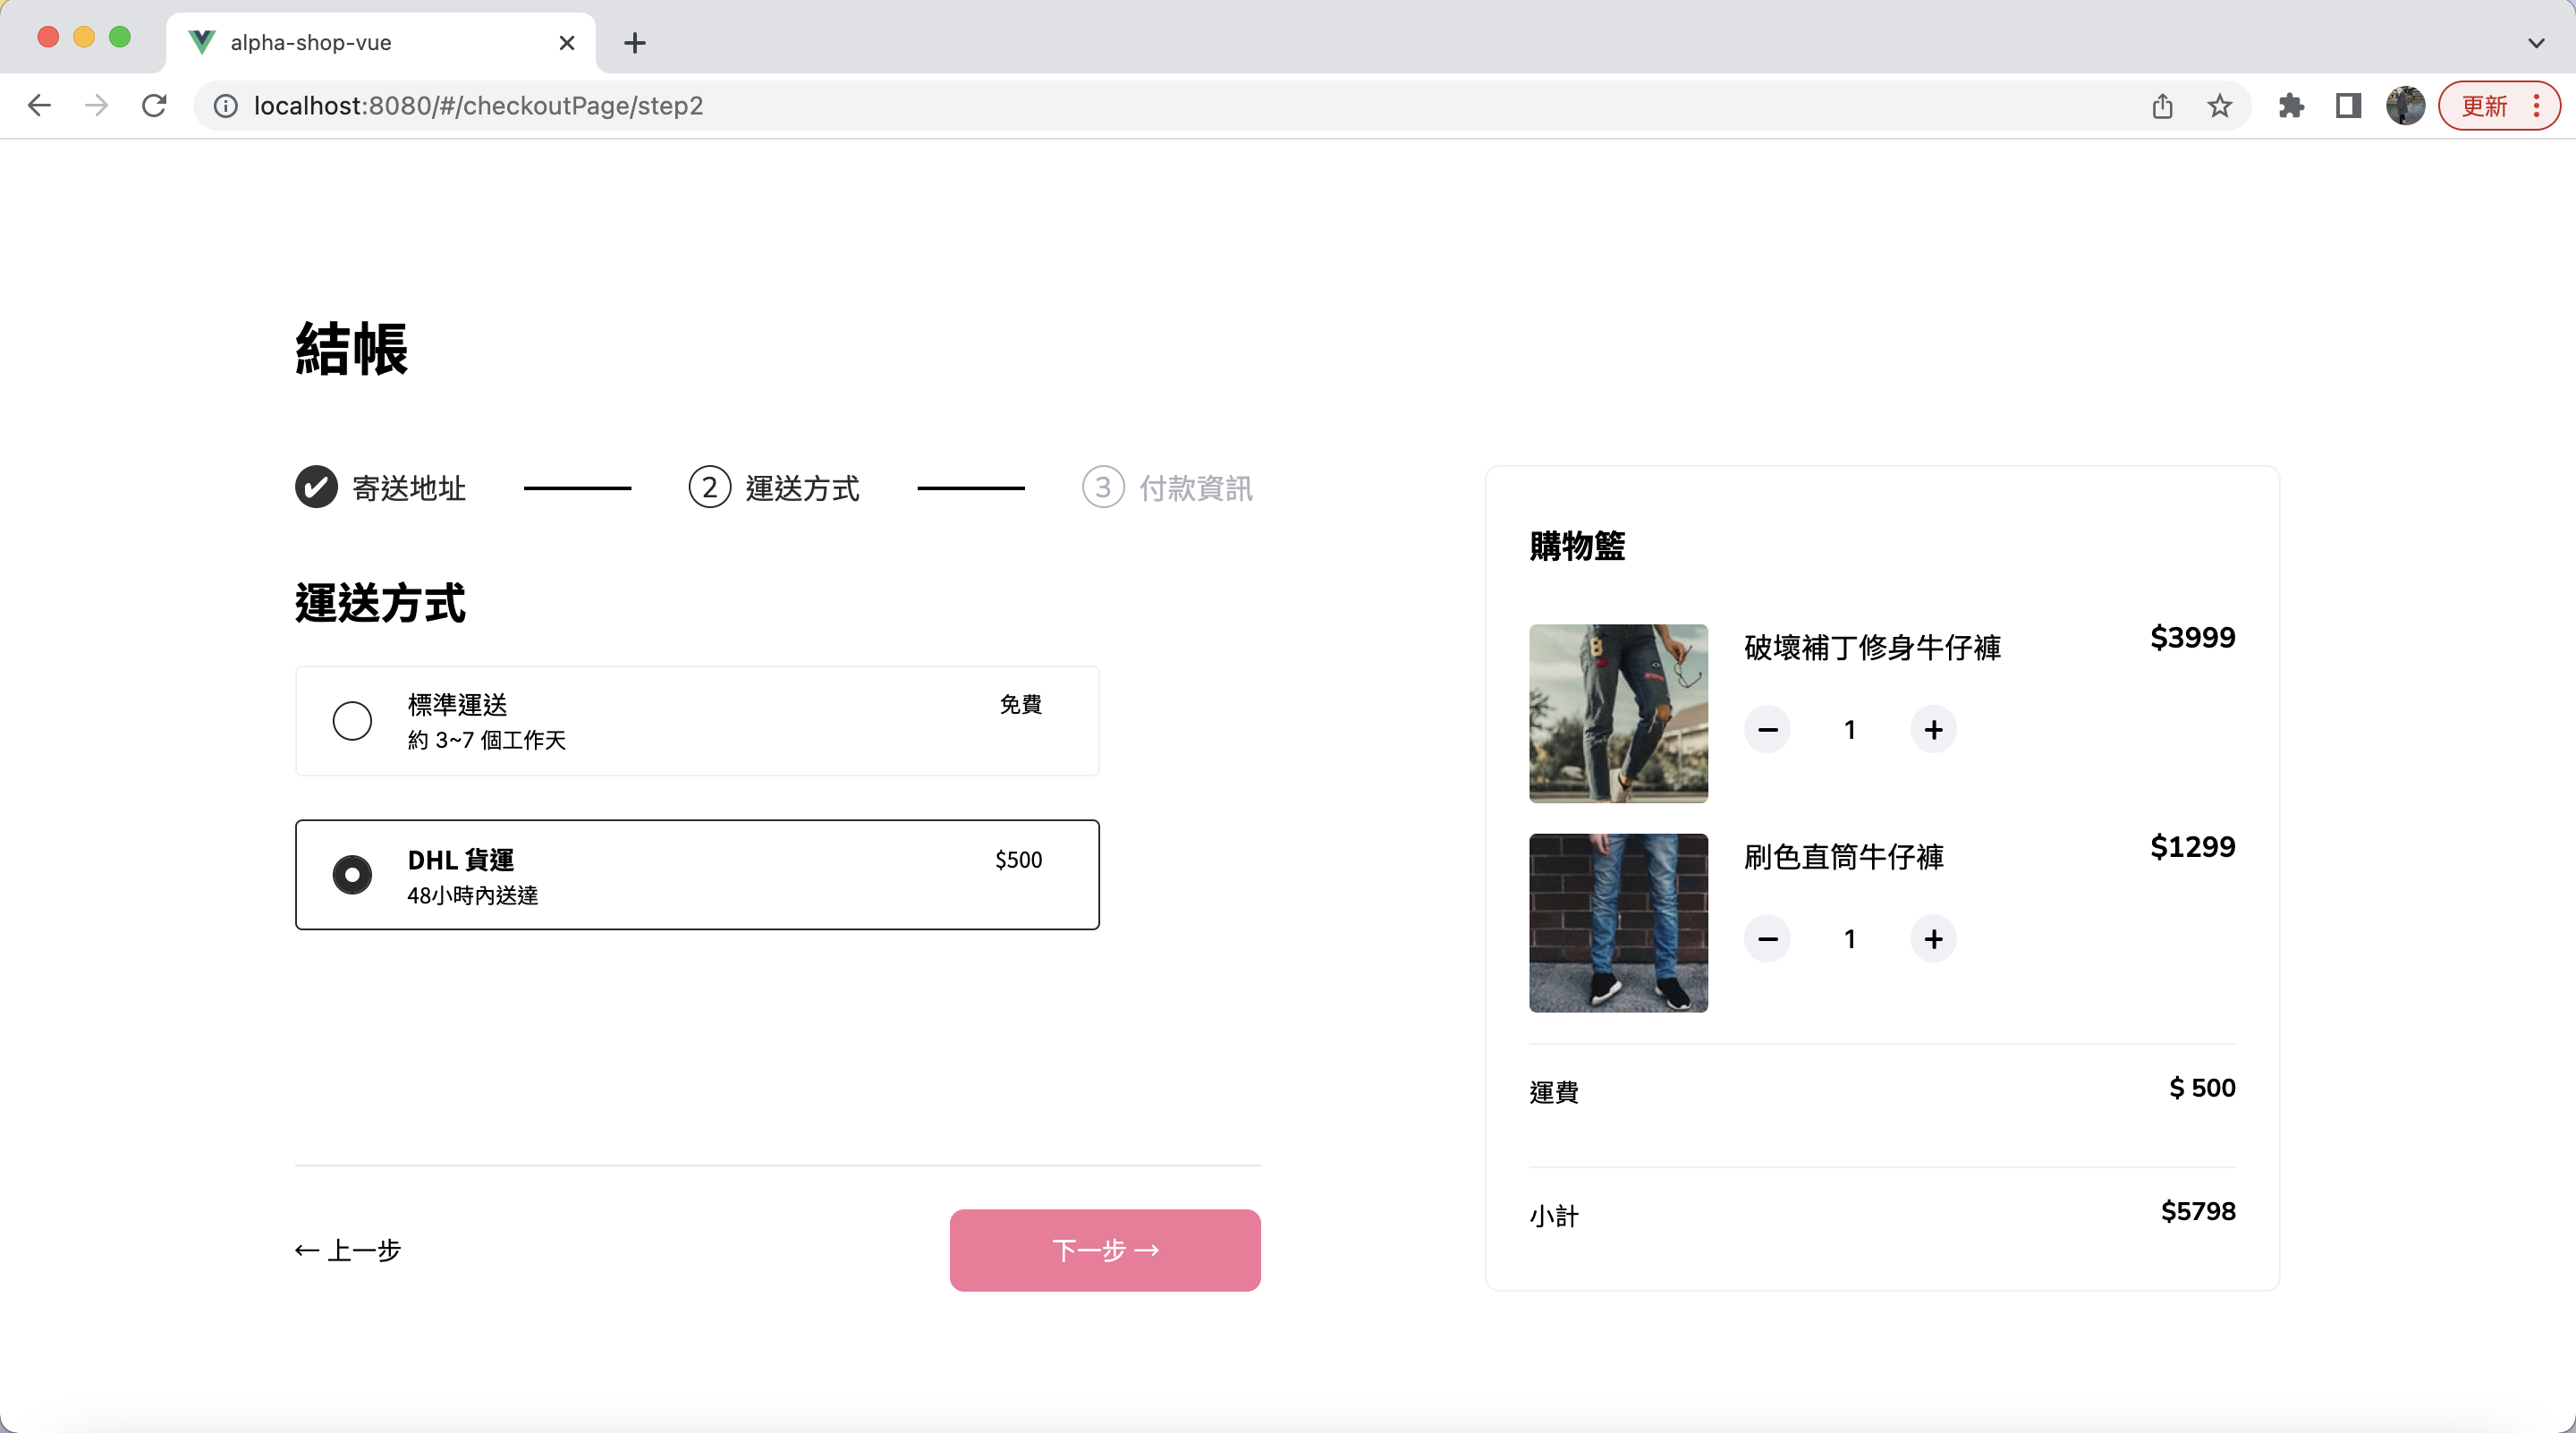 alpha-shop-vue
localhost:8080/#/checkoutPage/step2
更新
結帳
寄送地址
2 運送方式
3 付款資訊
運送方式
標準運送 免費
約 3~7 個工作天
DHL 貨運 $500
48小時內送達
← 上一步
下一步 →
購物籃
破壞補丁修身牛仔褲 $3999
1
刷色直筒牛仔褲 $1299
1
運費 $ 500
小計 $5798